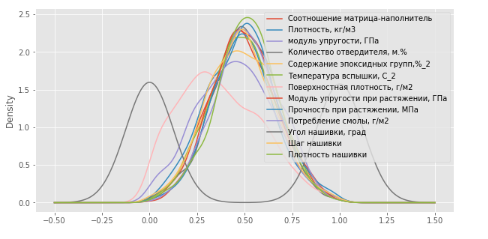 2.5
2.0
1.5
1.0
0.5
0.0
Density
−0.50
−0.25
0.00
0.25
0.50
0.75
1.00
1.25
1.50
Соотношение матрица-наполнитель
Плотность, кг/м3
модуль упругости, ГПа
Количество отвердителя, м.%
Содержание эпоксидных групп,%_2
Температура вспышки, С_2
Поверхностная плотность, г/м2
Модуль упругости при растяжении, ГПа
Прочность при растяжении, МПа
Потребление смолы, г/м2
Угол нашивки, град
Шаг нашивки
Плотность нашивки